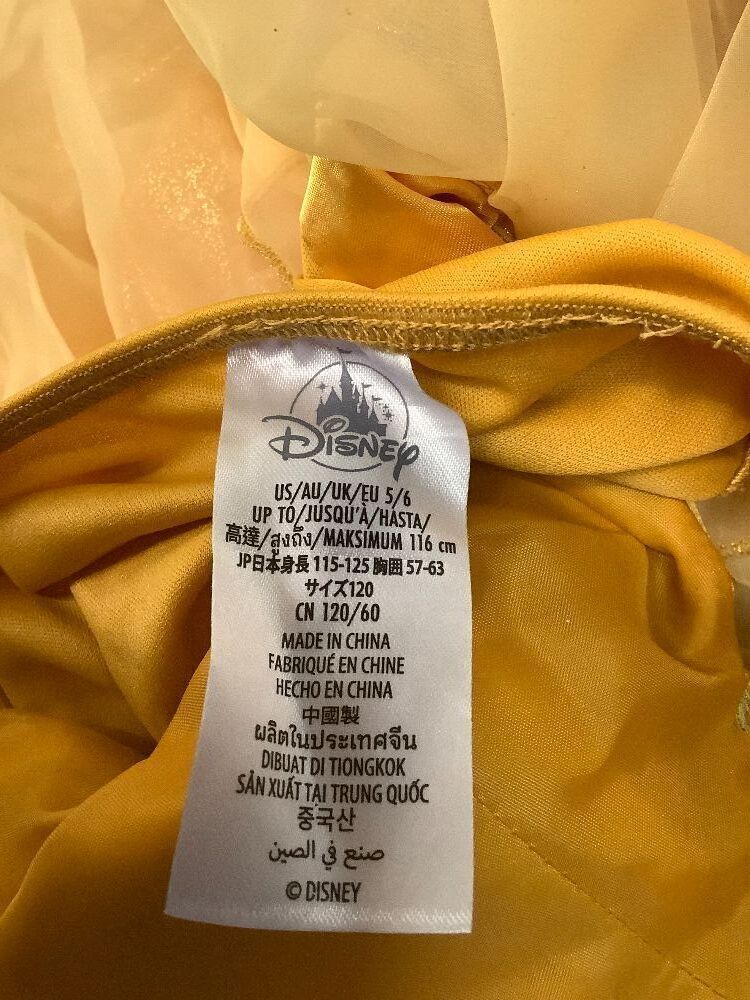 DISNEY
US/AU/UK/EU 5/6
UP TO/JUSQU'À/HASTA/
高達/สูงถึง/MAKSIMUM 116 cm
JP日本身長 115-125 胸囲 57-63
サイズ120
CN 120/60
MADE IN CHINA
FABRIQUÉ EN CHINE
HECHO EN CHINA
中國製
ผลิตในประเทศจีน
DIBUAT DI TIONGKOK
SẢN XUẤT TẠI TRUNG QUỐC
중국산
صنع في الصين
© DISNEY